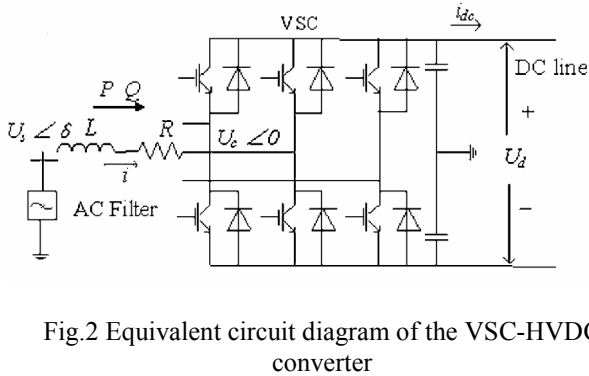 VSC
i_dc
DC line
P Q
U_s ∠ δ L R
U_c ∠0
i
+
U_d
−
AC Filter
Fig.2 Equivalent circuit diagram of the VSC-HVDC
converter